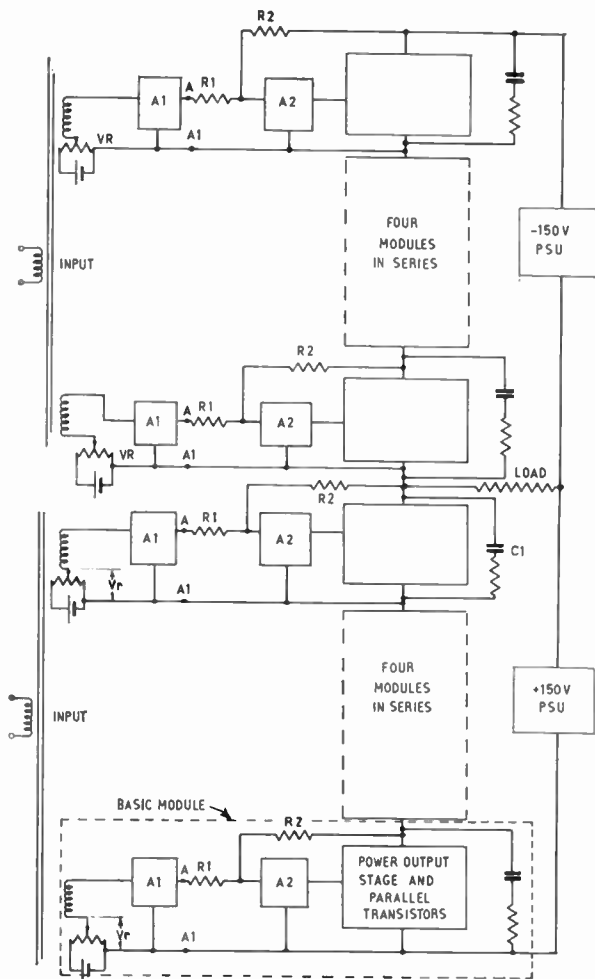 R2
A1
A
R1
A2
VR
A1
FOUR
MODULES
IN SERIES
-150V
PSU
INPUT
R2
A1
A
R1
A2
VR
A1
LOAD
R2
A1
A
R1
A2
C1
Vr
A1
FOUR
MODULES
IN SERIES
+150V
PSU
INPUT
BASIC MODULE
R2
A1
A
R1
A2
POWER OUTPUT
STAGE AND
PARALLEL
TRANSISTORS
Vr
A1